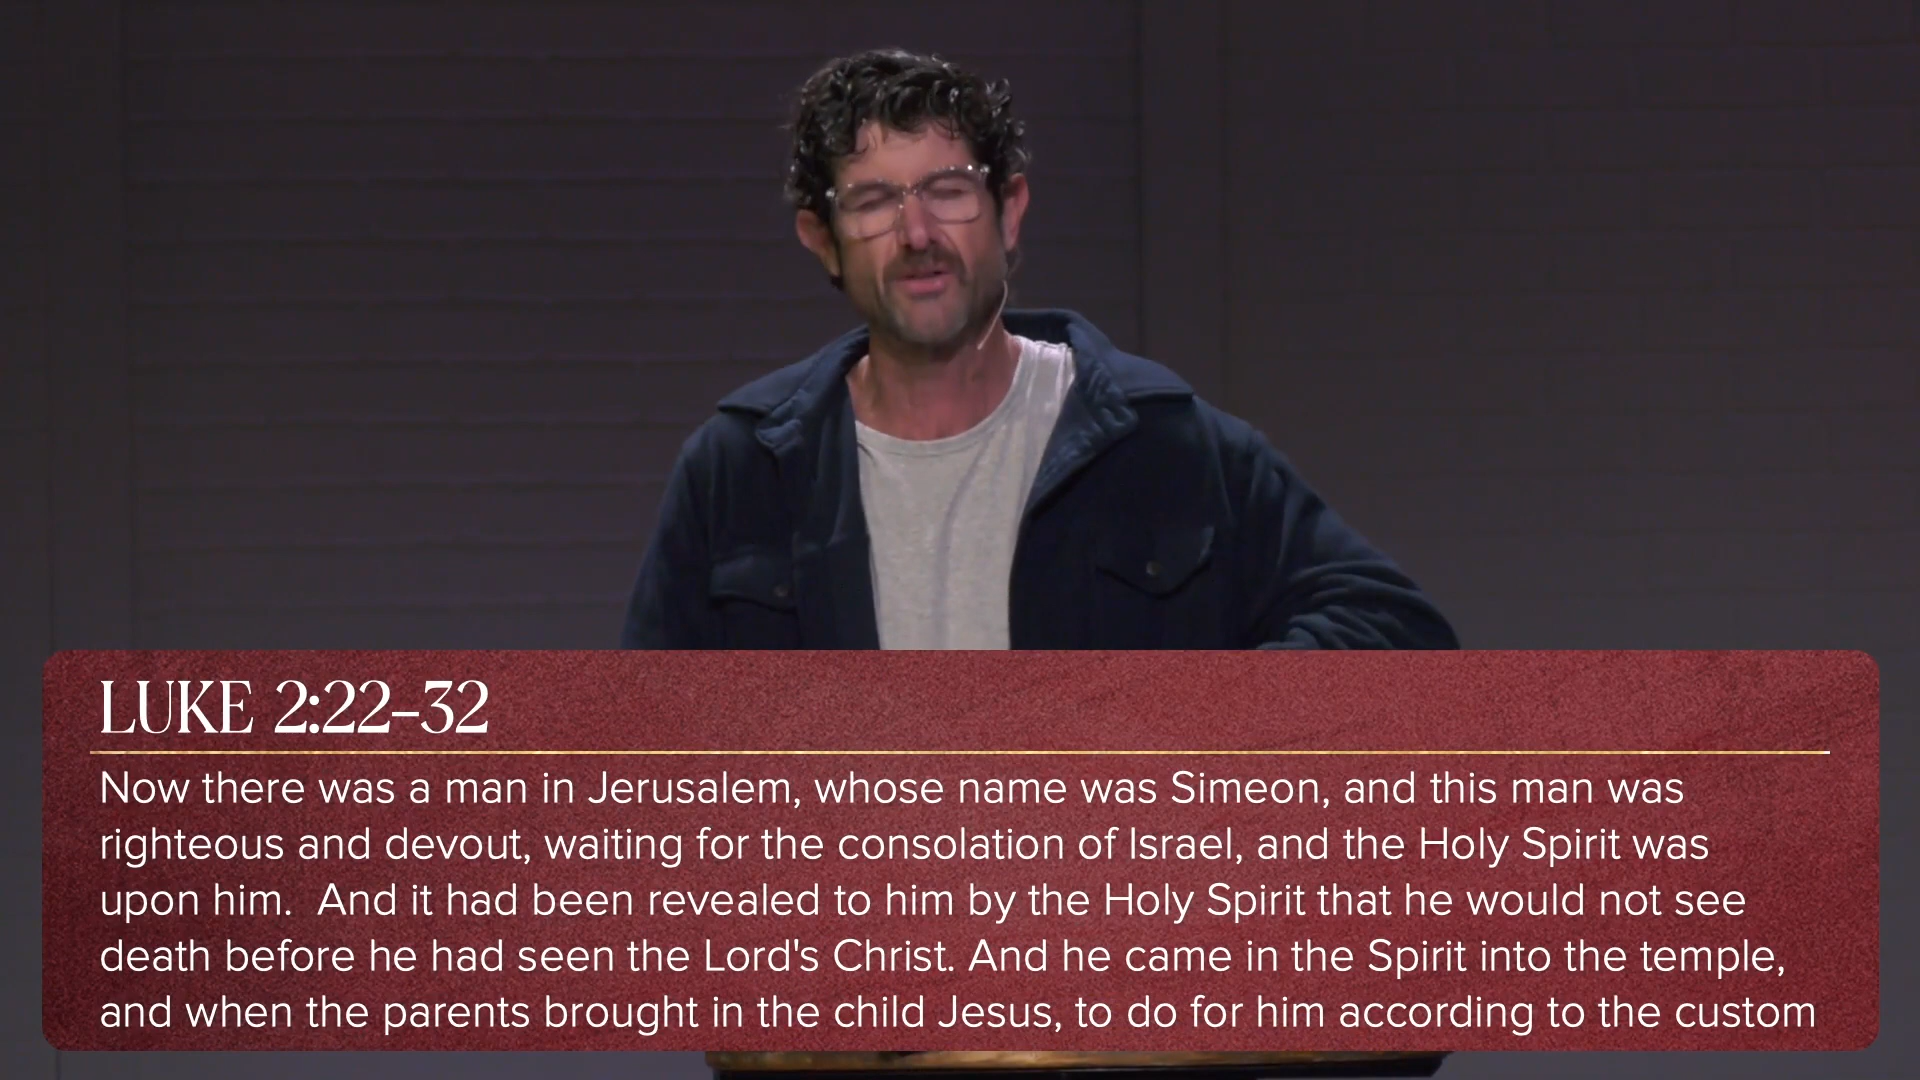 LUKE 2:22–32
Now there was a man in Jerusalem, whose name was Simeon, and this man was
righteous and devout, waiting for the consolation of Israel, and the Holy Spirit was
upon him.  And it had been revealed to him by the Holy Spirit that he would not see
death before he had seen the Lord's Christ. And he came in the Spirit into the temple,
and when the parents brought in the child Jesus, to do for him according to the custom